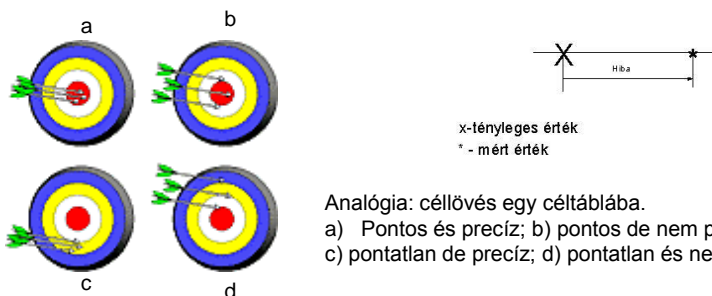 a
b
X
*
Hiba
x-tényleges érték
* - mért érték
Analógia: céllövés egy céltáblába.
a) Pontos és precíz; b) pontos de nem p
c) pontatlan de precíz; d) pontatlan és ne
c
d